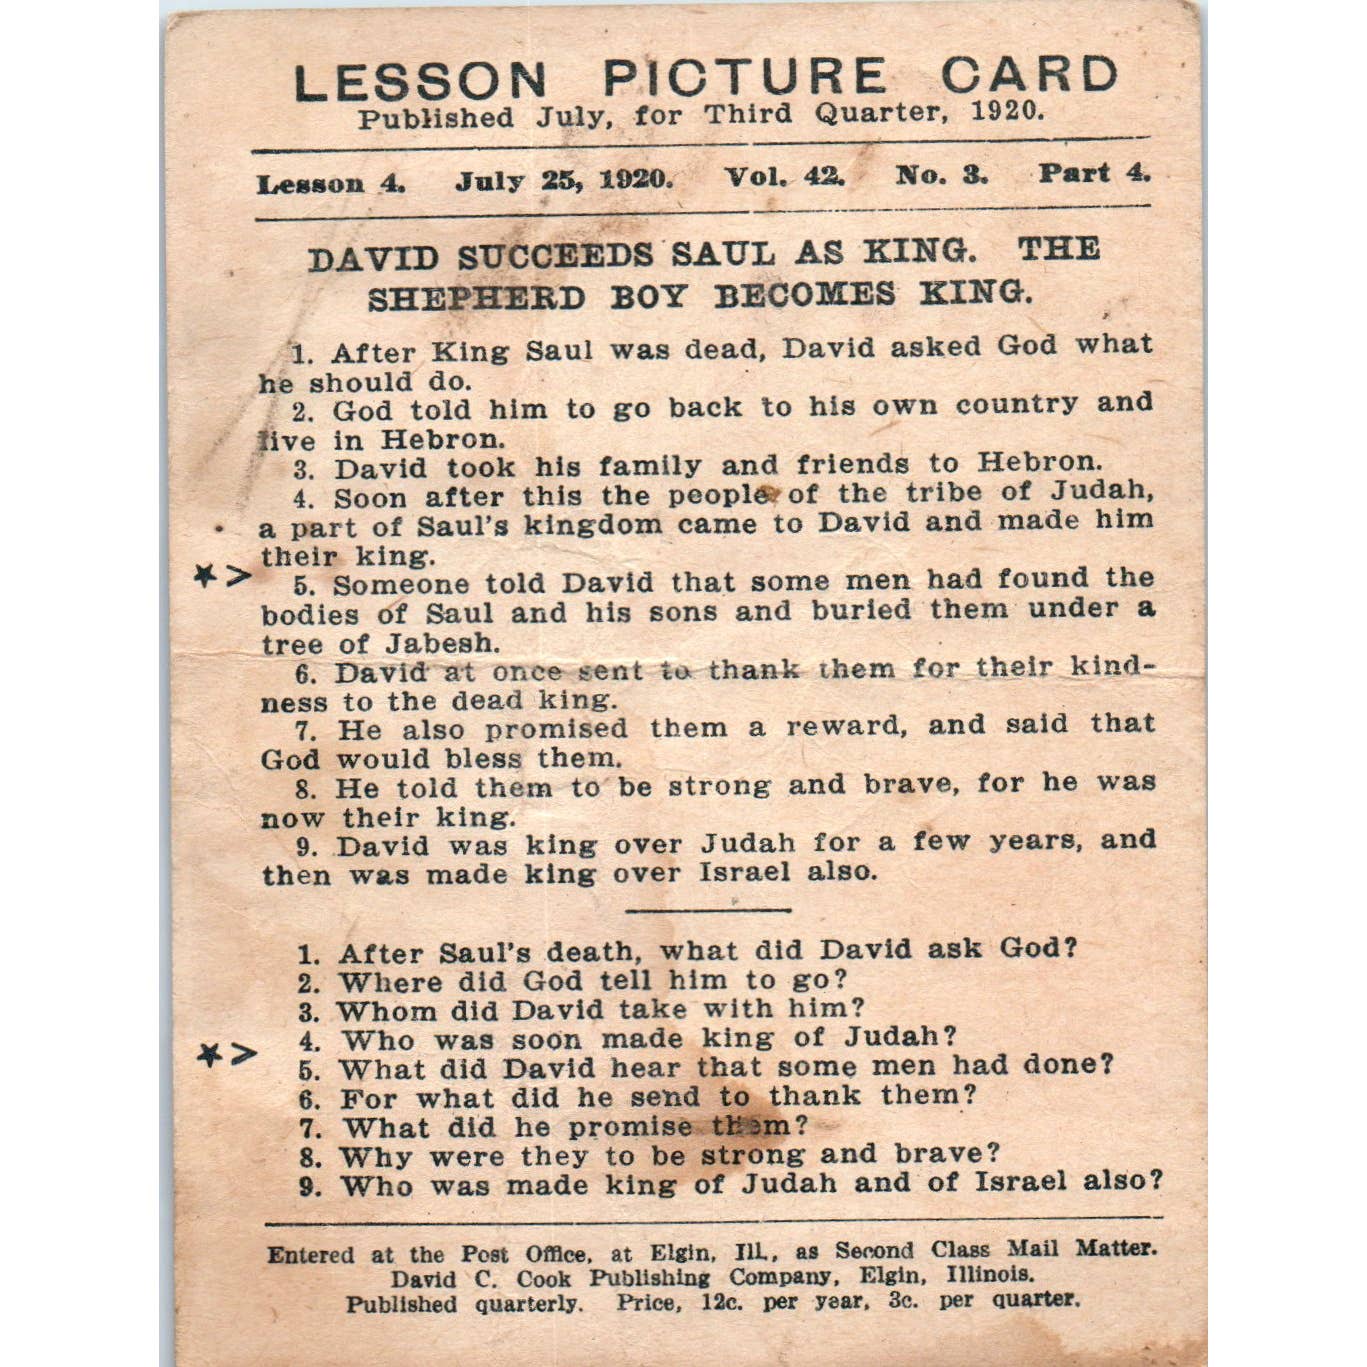 LESSON PICTURE CARD
Published July, for Third Quarter, 1920.
Lesson 4. July 25, 1920. Vol. 42. No. 3. Part 4.
DAVID SUCCEEDS SAUL AS KING. THE
SHEPHERD BOY BECOMES KING.
1. After King Saul was dead, David asked God what
he should do.
2. God told him to go back to his own country and
live in Hebron.
3. David took his family and friends to Hebron.
4. Soon after this the people of the tribe of Judah,
a part of Saul's kingdom came to David and made him
their king.
★>
5. Someone told David that some men had found the
bodies of Saul and his sons and buried them under a
tree of Jabesh.
6. David at once sent to thank them for their kind-
ness to the dead king.
7. He also promised them a reward, and said that
God would bless them.
8. He told them to be strong and brave, for he was
now their king.
9. David was king over Judah for a few years, and
then was made king over Israel also.
1. After Saul's death, what did David ask God?
2. Where did God tell him to go?
3. Whom did David take with him?
4. Who was soon made king of Judah?
★>
5. What did David hear that some men had done?
6. For what did he send to thank them?
7. What did he promise them?
8. Why were they to be strong and brave?
9. Who was made king of Judah and of Israel also?
Entered at the Post Office, at Elgin, Ill., as Second Class Mail Matter.
David C. Cook Publishing Company, Elgin, Illinois.
Published quarterly. Price, 12c. per year, 3c. per quarter.